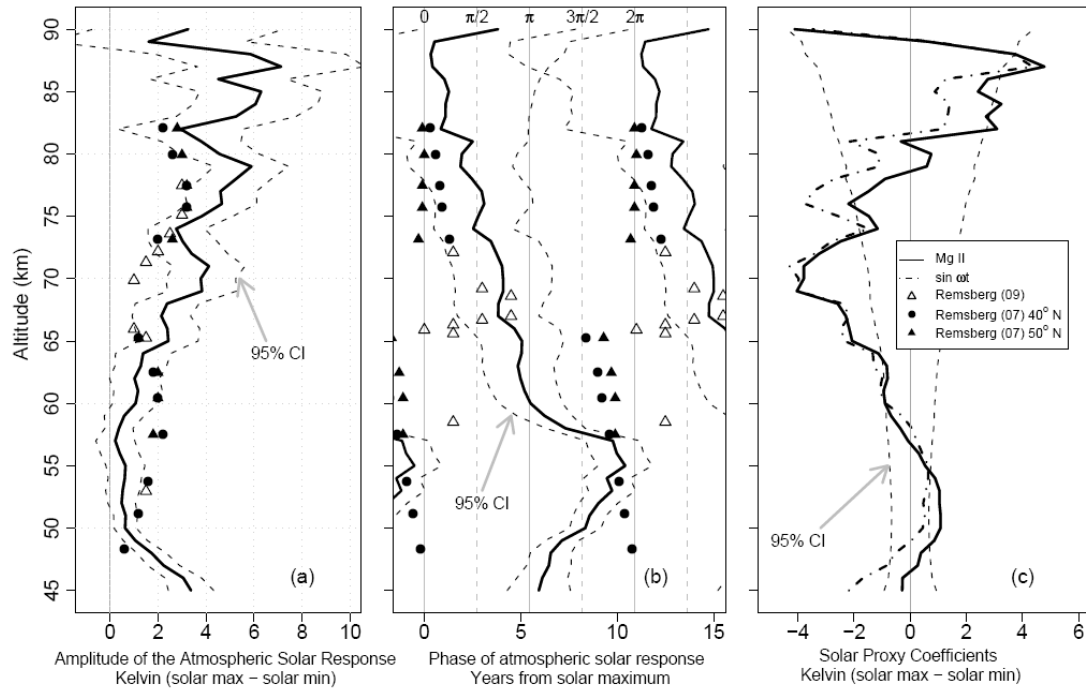 0 π/2 π 3π/2 2π
90
85
80
75
70
65
60
55
50
45
Altitude (km)
95% CI
(a)
0 2 4 6 8 10
Amplitude of the Atmospheric Solar Response
Kelvin (solar max − solar min)
95% CI
(b)
0 5 10 15
Phase of atmospheric solar response
Years from solar maximum
Mg II
sin ωt
Remsberg (09)
Remsberg (07) 40° N
Remsberg (07) 50° N
95% CI
(c)
−4 −2 0 2 4 6
Solar Proxy Coefficients
Kelvin (solar max − solar min)